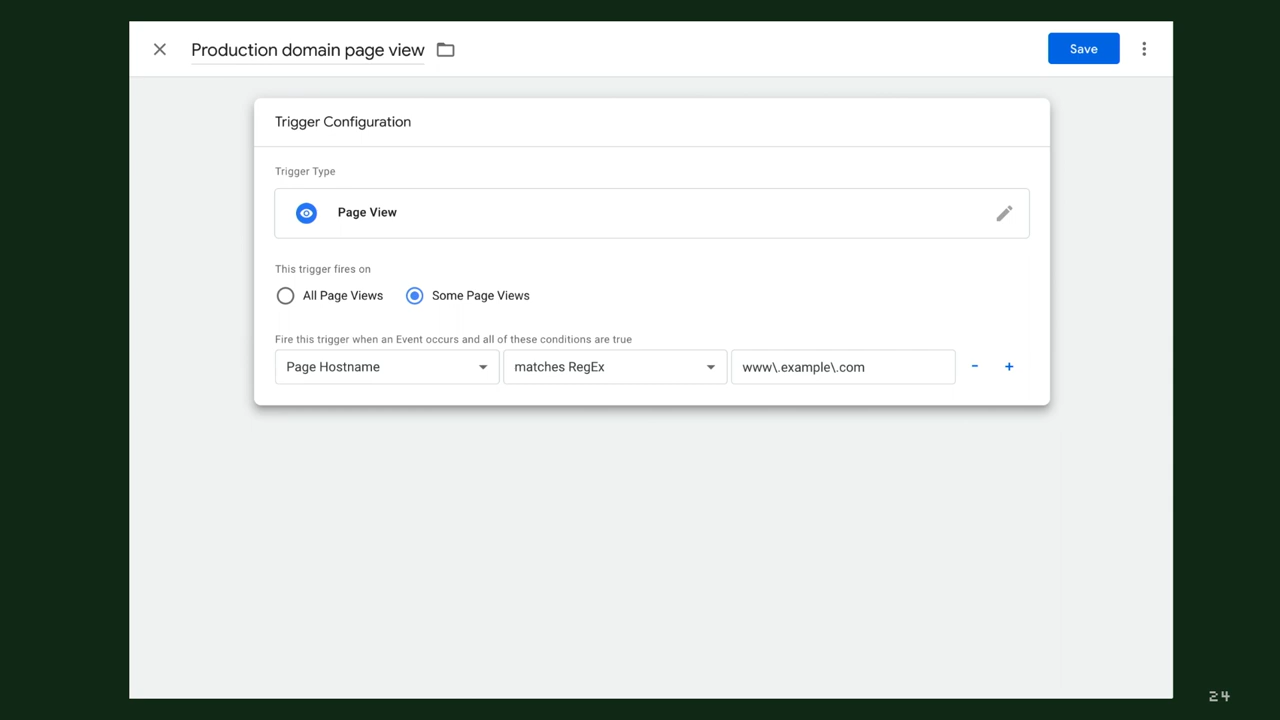 Production domain page view
Save
Trigger Configuration
Trigger Type
Page View
This trigger fires on
All Page Views Some Page Views
Fire this trigger when an Event occurs and all of these conditions are true
Page Hostname matches RegEx www\.example\.com - +
24